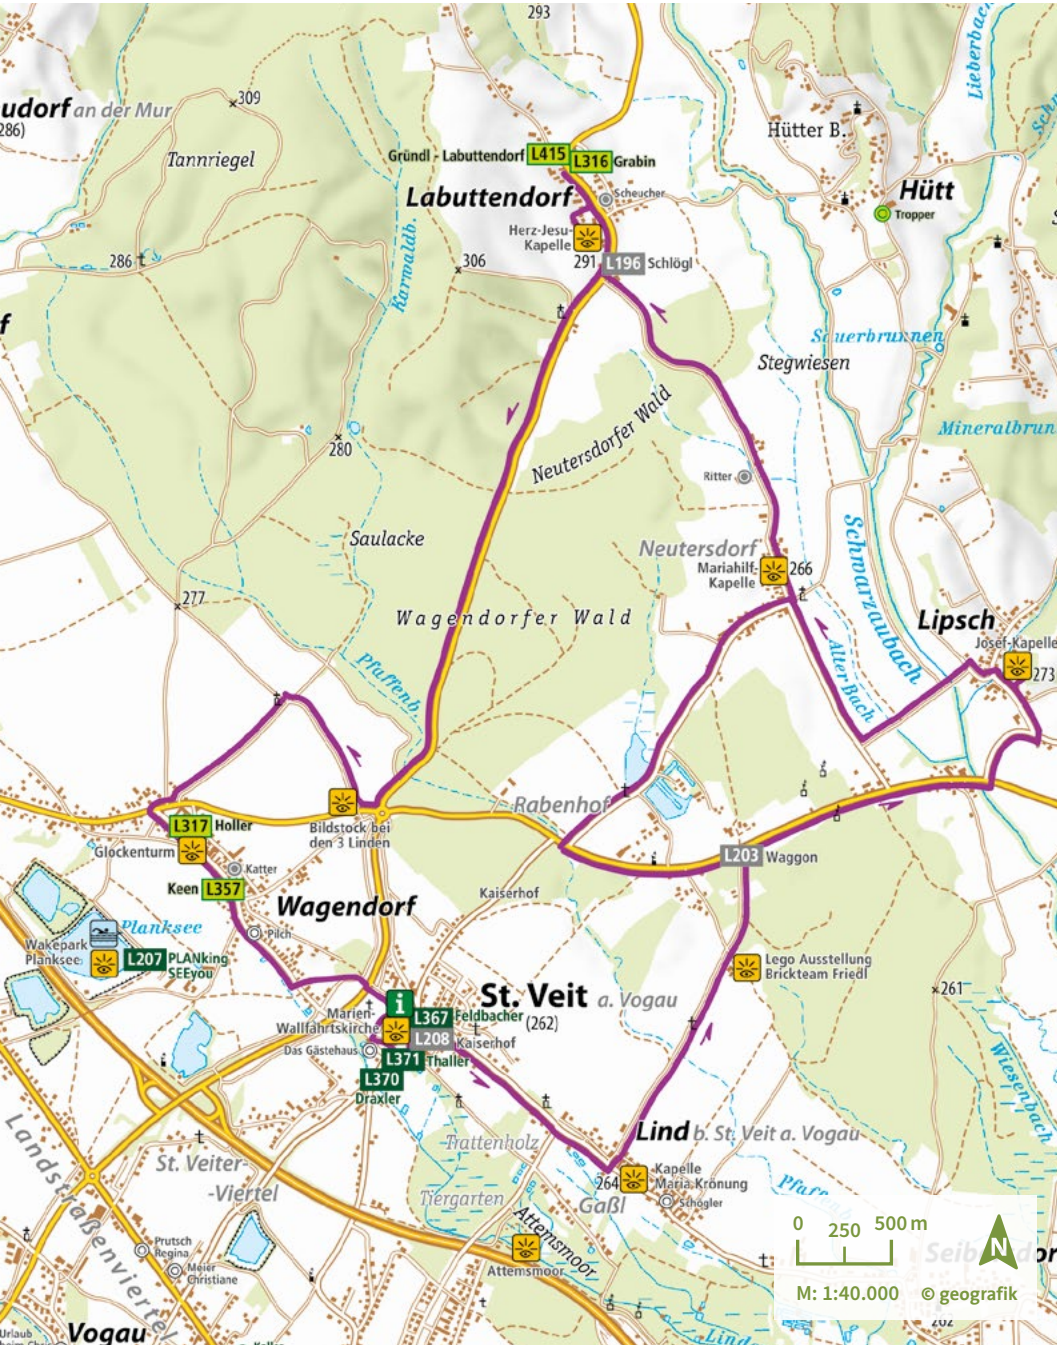 293
Lieberbach
309
udorf an der Mur
286)
Hütter B.
Tannriegel
Gründl - Labuttendorf L415
L316 Grabin
Labuttendorf
Scheucher
Hütt
Tropper
Karmaldb.
Herz-Jesu-
Kapelle
286
306
291
L196 Schlögl
f
Sauerbrunnen
Stegwiesen
Neutersdorfer Wald
Mineralbrun
280
Ritter
Saulacke
Schwarzaubach
Neutersdorf
Mariahilf-
Kapelle
266
277
Wagendorfer Wald
Lipsch
Josef-Kapelle
273
Pfaffenb.
Alter Bach
Rabenhof
L317 Holler
Bildstock bei
den 3 Linden
Glockenturm
L203 Waggon
Katter
Keen L357
Kaiserhof
Wagendorf
Planksee
Pilch
Wakepark
Planksee
L207 PLANking
SEEyou
Lego Ausstellung
Brickteam Friedl
261
St. Veit a. Vogau
(262)
Marien-
Wallfahrtskirche
L367 Feldbacher
L208 Kaiserhof
Das Gästehaus
L371 Thaller
L370
Draxler
Wiesenbach
Landstraßenviertel
Trattenholz
Lind b. St. Veit a. Vogau
St. Veiter-
-Viertel
Tiergarten
264
Kapelle
Maria Krönung
Schögler
Gaßl
Attemsmoor
Attemsmoor
Prutsch
Regina
Meier
Christiane
0 250 500 m
N
M: 1:40.000 © geografik
262
Urlaub
Vogau
Lind